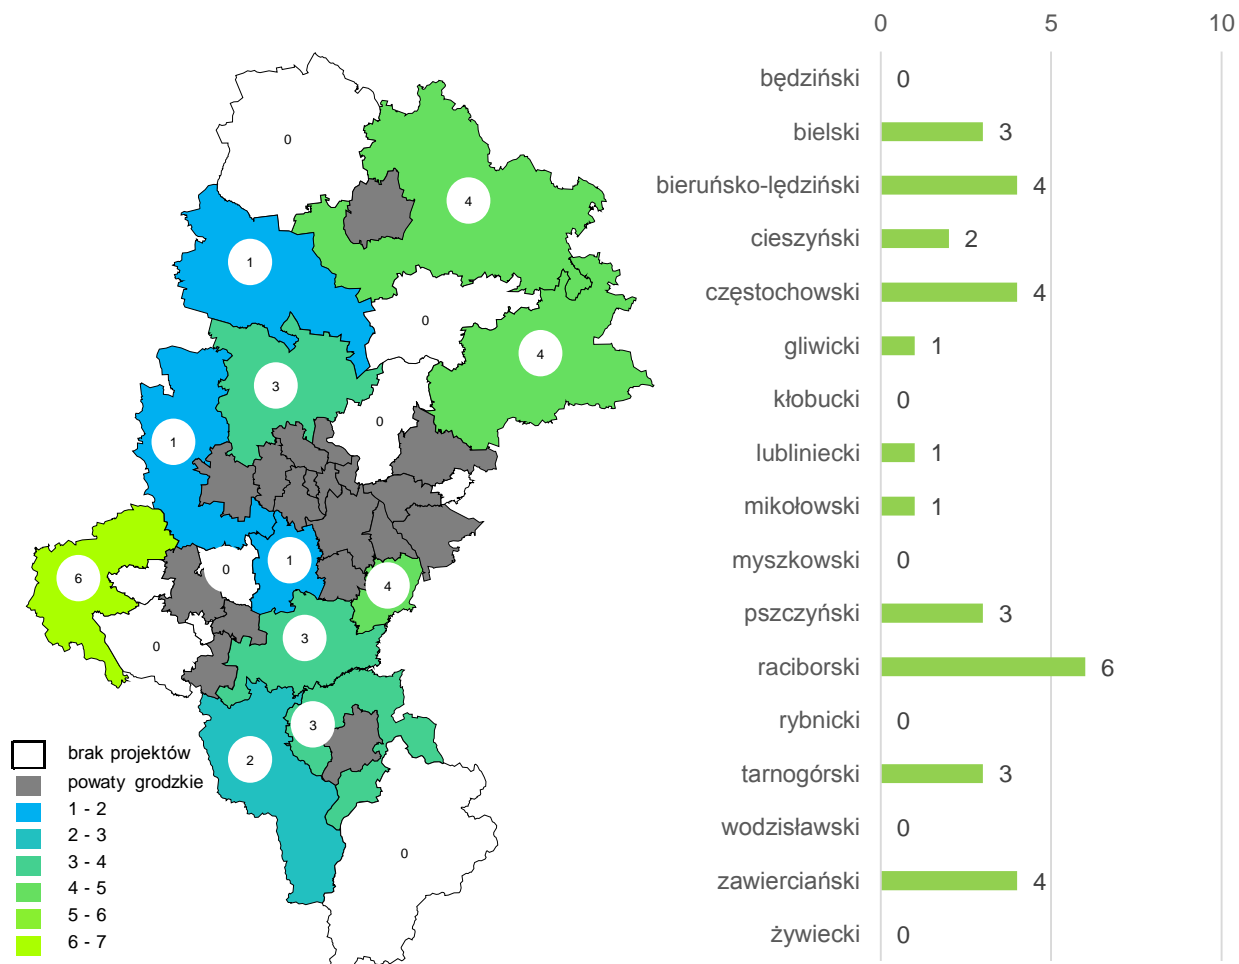 0
4
1
0
4
3
0
1
6
0
1
4
0
3
3
2
0
brak projektów
powaty grodzkie
1 - 2
2 - 3
3 - 4
4 - 5
5 - 6
6 - 7
0 5 10
będziński 0
bielski 3
bieruńsko-lędziński 4
cieszyński 2
częstochowski 4
gliwicki 1
kłobucki 0
lubliniecki 1
mikołowski 1
myszkowski 0
pszczyński 3
raciborski 6
rybnicki 0
tarnogórski 3
wodzisławski 0
zawierciański 4
żywiecki 0